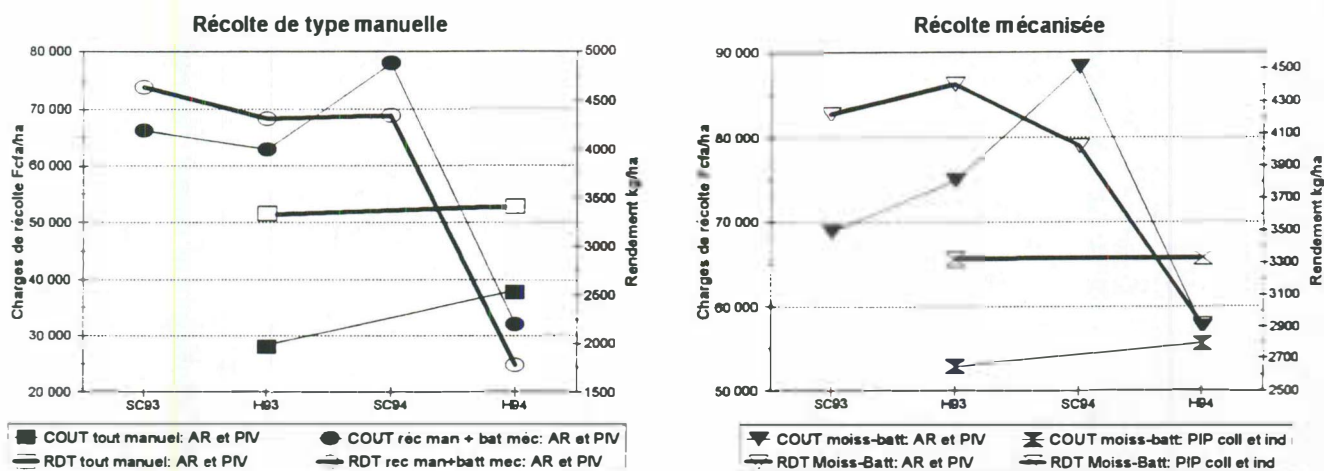 Récolte de type manuelle
Charges de récolte Fcfa/ha
80 000
70 000
60 000
50 000
40 000
30 000
20 000
5000
4500
4000
3500
3000
2500
2000
1500
Rendement kg/ha
SC93 H93 SC94 H94
COUT tout manuel: AR et PIV
COUT réc man + bat méc: AR et PIV
RDT tout manuel: AR et PIV
RDT rec man+batt mec: AR et PIV
Récolte mécanisée
Charges de récolte Fcfa/ha
90 000
80 000
70 000
60 000
50 000
4500
4300
4100
3900
3700
3500
3300
3100
2900
2700
2500
Rendement kg/ha
SC93 H93 SC94 H94
COUT moiss-batt: AR et PIV
COUT moiss-batt: PIP coll et ind
RDT Moiss-Batt: AR et PIV
RDT Moiss-Batt: PIP coll et ind